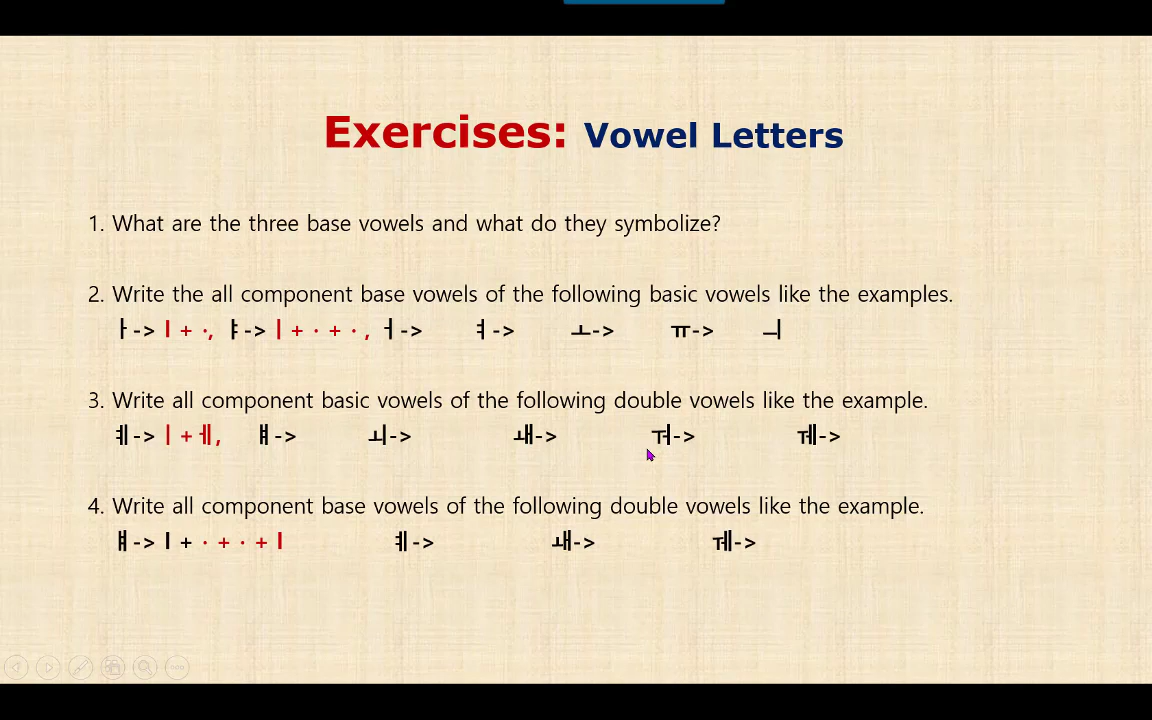 Exercises: Vowel Letters
1. What are the three base vowels and what do they symbolize?
2. Write the all component base vowels of the following basic vowels like the examples.
ㅏ-> ㅣ + ·, ㅑ-> ㅣ + · + · , ㅓ-> ㅕ-> ㅗ-> ㅠ-> ㅢ
3. Write all component basic vowels of the following double vowels like the example.
ㅖ-> ㅣ + ㅔ, ㅐ-> ㅚ-> ㅙ-> ㅝ-> ㅞ->
4. Write all component base vowels of the following double vowels like the example.
ㅒ-> ㅣ + · + · + ㅣ ㅖ-> ㅙ-> ㅞ->